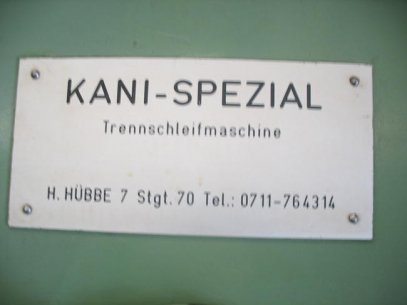 KANI-SPEZIAL
Trennschleifmaschine
H. HÜBBE 7 Stgt. 70 Tel.: 0711-764314